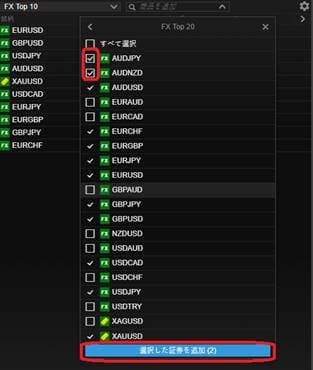 FX Top 10
商品を追加
銘柄
FX EURUSD
FX GBPUSD
FX USDJPY
FX AUDUSD
XAUUSD
FX USDCAD
FX EURJPY
FX EURGBP
FX GBPJPY
FX EURCHF
FX Top 20
すべて選択
FX AUDJPY
FX AUDNZD
FX AUDUSD
FX EURAUD
FX EURCAD
FX EURCHF
FX EURGBP
FX EURJPY
FX EURUSD
FX GBPAUD
FX GBPJPY
FX GBPUSD
FX NZDUSD
FX USDAUD
FX USDCAD
FX USDCHF
FX USDJPY
FX USDTRY
XAGUSD
XAUUSD
選択した証券を追加 (2)